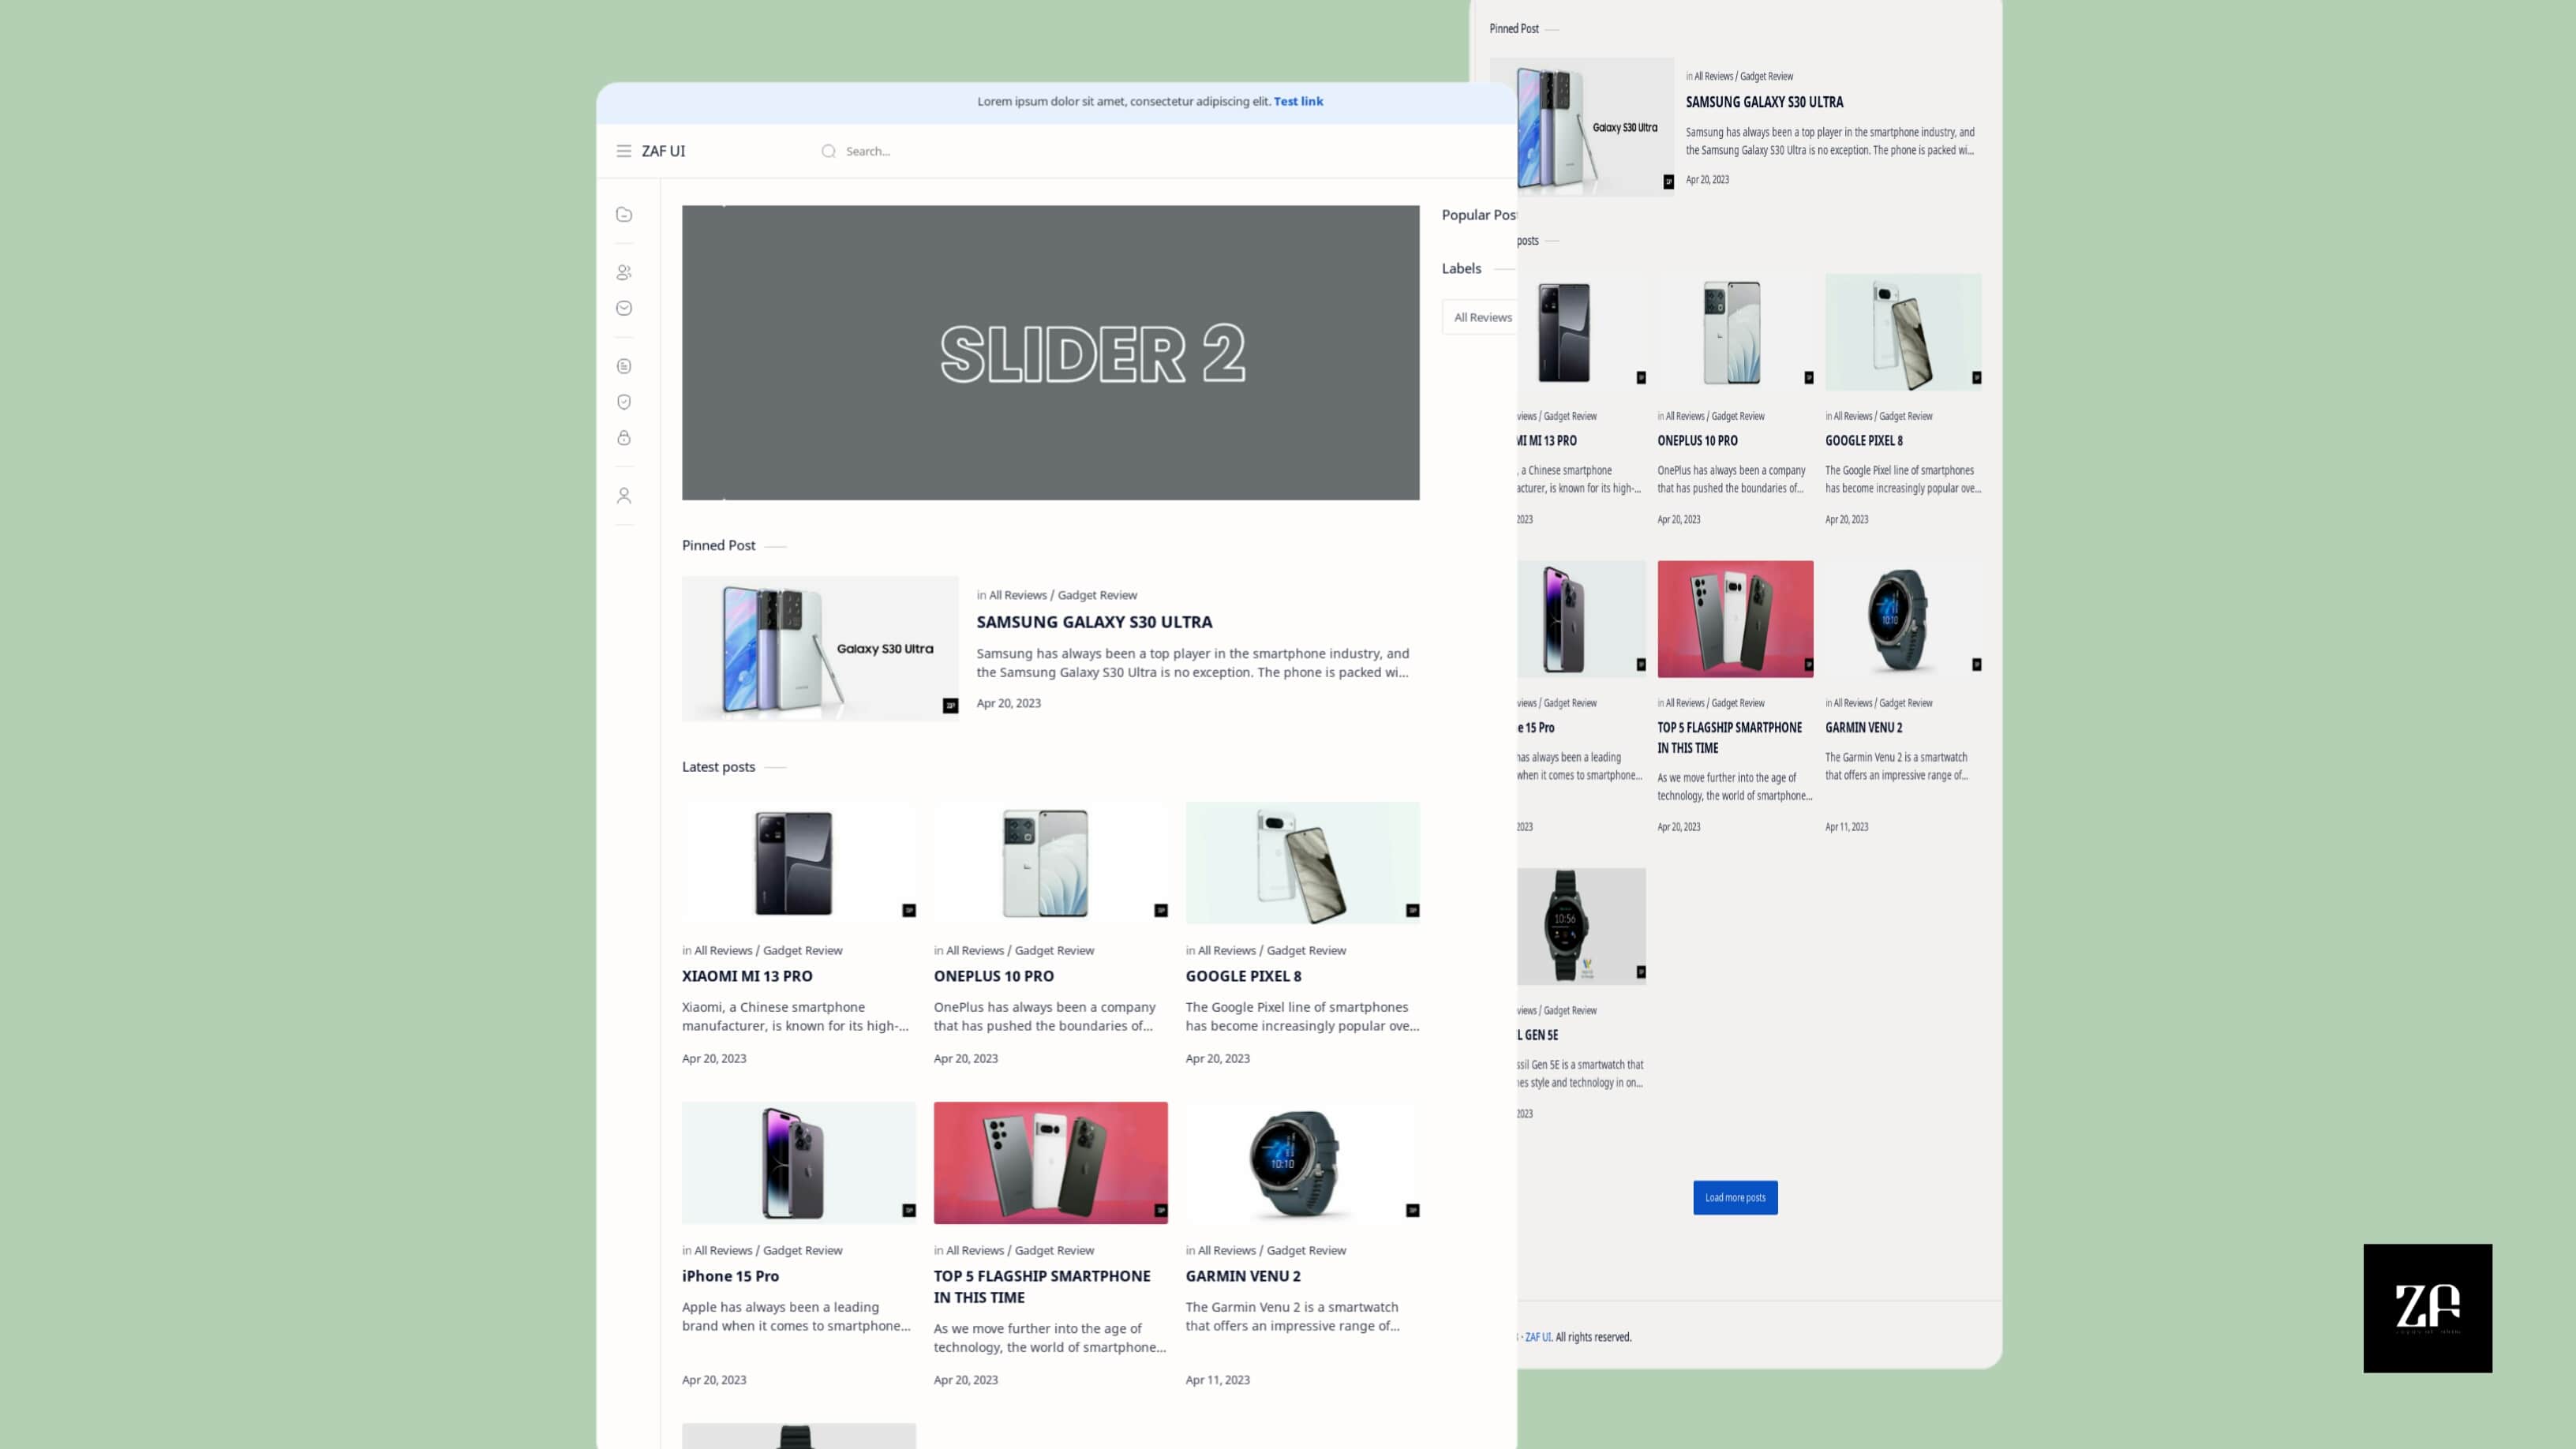 Lorem ipsum dolor sit amet, consectetur adipiscing elit. Test link
ZAF UI
Search...
SLIDER 2
Popular Pos
Labels
All Reviews
Pinned Post
Galaxy S30 Ultra
in All Reviews / Gadget Review
SAMSUNG GALAXY S30 ULTRA
Samsung has always been a top player in the smartphone industry, and
the Samsung Galaxy S30 Ultra is no exception. The phone is packed wi...
Apr 20, 2023
Latest posts
in All Reviews / Gadget Review
XIAOMI MI 13 PRO
Xiaomi, a Chinese smartphone
manufacturer, is known for its high-...
Apr 20, 2023
in All Reviews / Gadget Review
ONEPLUS 10 PRO
OnePlus has always been a company
that has pushed the boundaries of...
Apr 20, 2023
in All Reviews / Gadget Review
GOOGLE PIXEL 8
The Google Pixel line of smartphones
has become increasingly popular ove...
Apr 20, 2023
in All Reviews / Gadget Review
iPhone 15 Pro
Apple has always been a leading
brand when it comes to smartphone...
Apr 20, 2023
in All Reviews / Gadget Review
TOP 5 FLAGSHIP SMARTPHONE
IN THIS TIME
As we move further into the age of
technology, the world of smartphone...
Apr 20, 2023
10:10
in All Reviews / Gadget Review
GARMIN VENU 2
The Garmin Venu 2 is a smartwatch
that offers an impressive range of...
Apr 11, 2023
Pinned Post
Galaxy S30 Ultra
in All Reviews / Gadget Review
SAMSUNG GALAXY S30 ULTRA
Samsung has always been a top player in the smartphone industry, and
the Samsung Galaxy S30 Ultra is no exception. The phone is packed wi...
Apr 20, 2023
posts
views / Gadget Review
MI MI 13 PRO
, a Chinese smartphone
acturer, is known for its high-...
2023
in All Reviews / Gadget Review
ONEPLUS 10 PRO
OnePlus has always been a company
that has pushed the boundaries of...
Apr 20, 2023
in All Reviews / Gadget Review
GOOGLE PIXEL 8
The Google Pixel line of smartphones
has become increasingly popular ove...
Apr 20, 2023
views / Gadget Review
e 15 Pro
has always been a leading
when it comes to smartphone...
2023
in All Reviews / Gadget Review
TOP 5 FLAGSHIP SMARTPHONE
IN THIS TIME
As we move further into the age of
technology, the world of smartphone...
Apr 20, 2023
10:10
in All Reviews / Gadget Review
GARMIN VENU 2
The Garmin Venu 2 is a smartwatch
that offers an impressive range of...
Apr 11, 2023
10:56
views / Gadget Review
L GEN 5E
ssil Gen 5E is a smartwatch that
nes style and technology in on...
2023
Load more posts
· ZAF UI. All rights reserved.
ZF